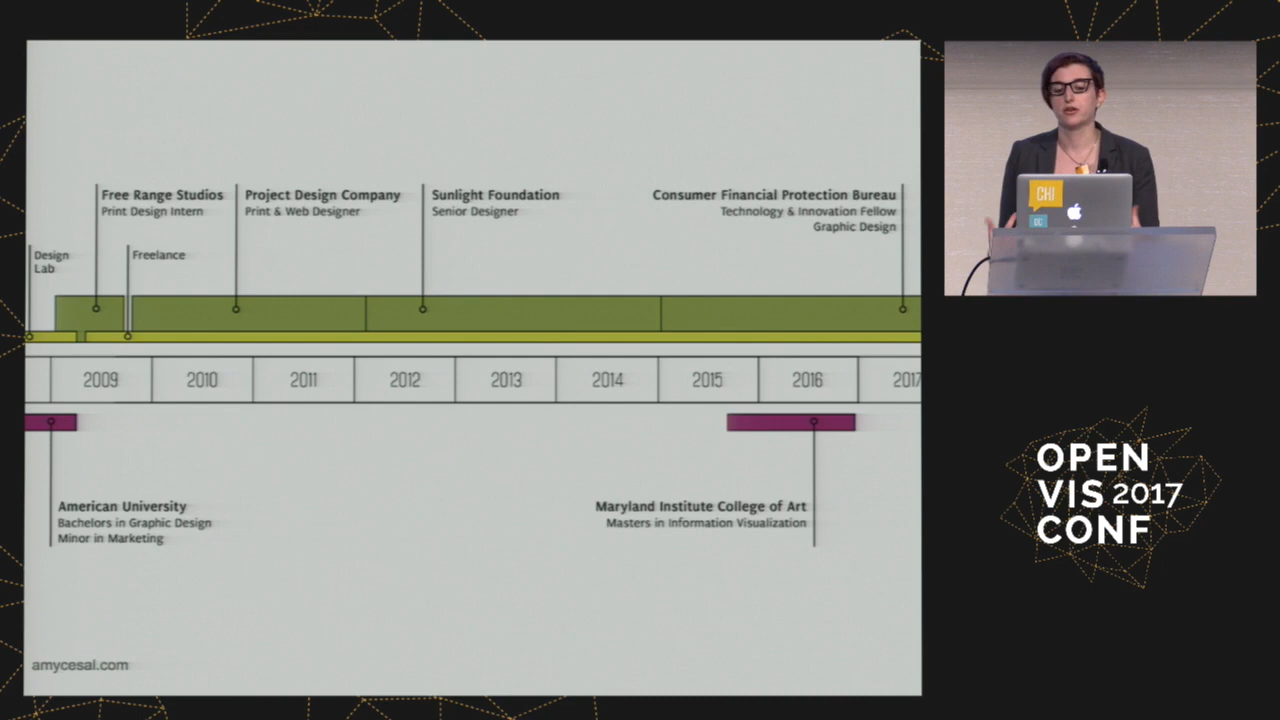 Free Range Studios
Print Design Intern
Project Design Company
Print & Web Designer
Sunlight Foundation
Senior Designer
Consumer Financial Protection Bureau
Technology & Innovation Fellow
Graphic Design
Design
Lab
Freelance
2009
2010
2011
2012
2013
2014
2015
2016
2017
American University
Bachelors in Graphic Design
Minor in Marketing
Maryland Institute College of Art
Masters in Information Visualization
amycesal.com
CHI
DC
OPEN
VIS 2017
CONF